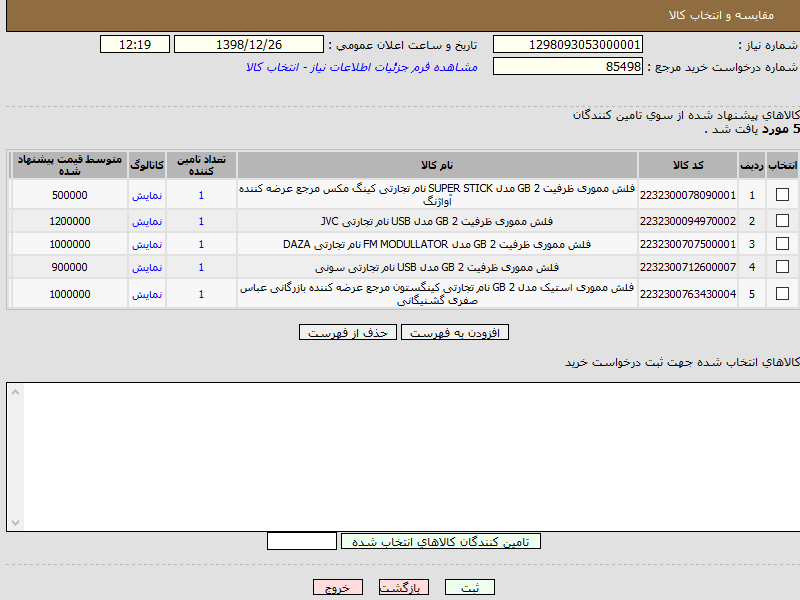 مقایسه و انتخاب کالا
شماره نیاز : 1298093053000001 تاریخ و ساعت اعلان عمومي : 1398/12/26 12:19
شماره درخواست خرید مرجع : 85498 مشاهده فرم جزئیات اطلاعات نیاز - انتخاب کالا
کالاهاي پیشنهاد شده از سوي تامین کنندگان
5 مورد یافت شد .
انتخاب ردیف کد کالا نام کالا تعداد تامین کننده کاتالوگ متوسط قیمت پیشنهاد شده
1 2232300078090001 فلش مموری ظرفیت 2 GB مدل SUPER STICK نام تجارتی کینگ مکس مرجع عرضه کننده آواژنگ 1 نمایش 500000
2 2232300094970002 فلش مموری ظرفیت 2 GB مدل USB نام تجارتی JVC 1 نمایش 1200000
3 2232300707500001 فلش مموری ظرفیت 2 GB مدل FM MODULLATOR نام تجارتی DAZA 1 نمایش 1000000
4 2232300712600007 فلش مموری ظرفیت 2 GB مدل USB نام تجارتی سونی 1 نمایش 900000
5 2232300763430004 فلش مموری استیک مدل 2 GB نام تجارتی کینگستون مرجع عرضه کننده بازرگانی عباس صفری گشنیگانی 1 نمایش 1000000
افزودن به فهرست حذف از فهرست
کالاهاي انتخاب شده جهت ثبت درخواست خرید
تامین کنندگان کالاهاي انتخاب شده
ثبت بازگشت خروج